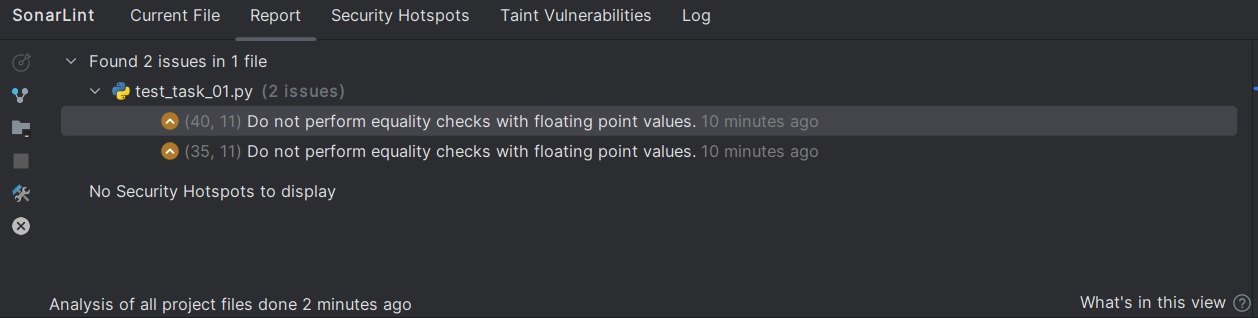 SonarLint Current File Report Security Hotspots Taint Vulnerabilities Log
Found 2 issues in 1 file
test_task_01.py (2 issues)
(40, 11) Do not perform equality checks with floating point values. 10 minutes ago
(35, 11) Do not perform equality checks with floating point values. 10 minutes ago
No Security Hotspots to display
Analysis of all project files done 2 minutes ago What's in this view ?